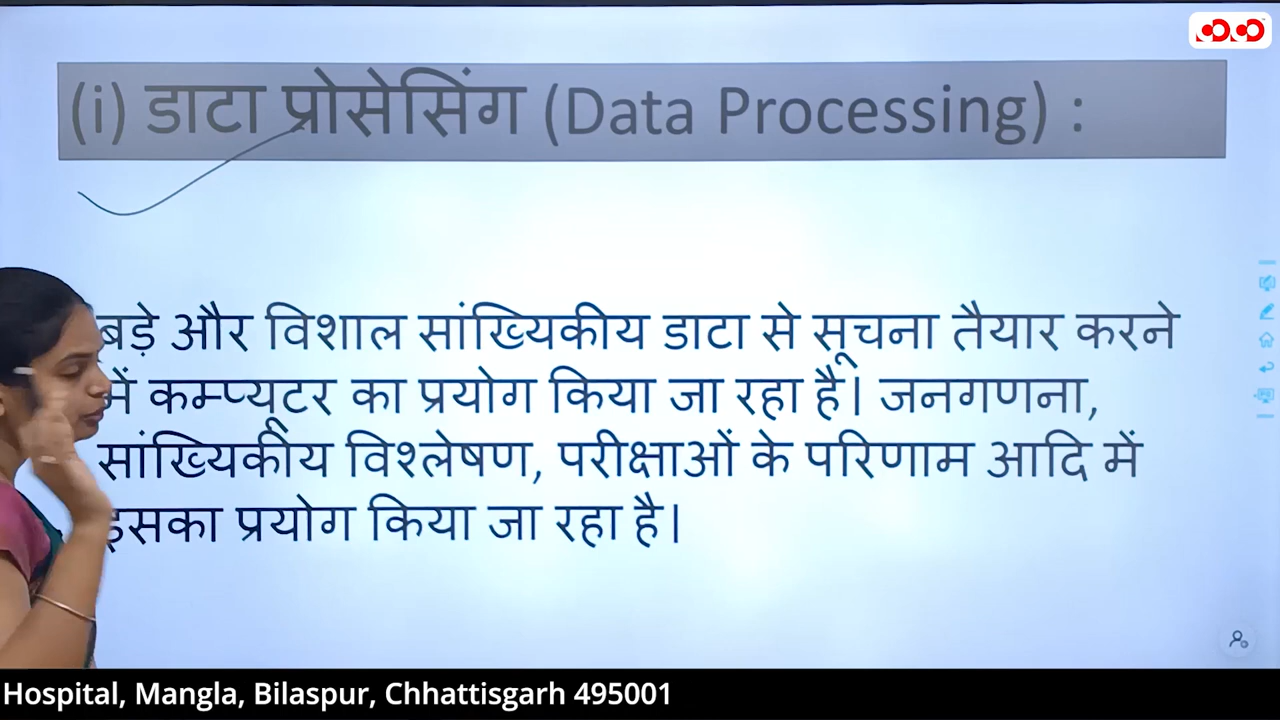 (i) डाटा प्रोसेसिंग (Data Processing) :
बड़े और विशाल सांख्यिकीय डाटा से सूचना तैयार करने
में कम्प्यूटर का प्रयोग किया जा रहा है। जनगणना,
सांख्यिकीय विश्लेषण, परीक्षाओं के परिणाम आदि में
इसका प्रयोग किया जा रहा है।
Hospital, Mangla, Bilaspur, Chhattisgarh 495001